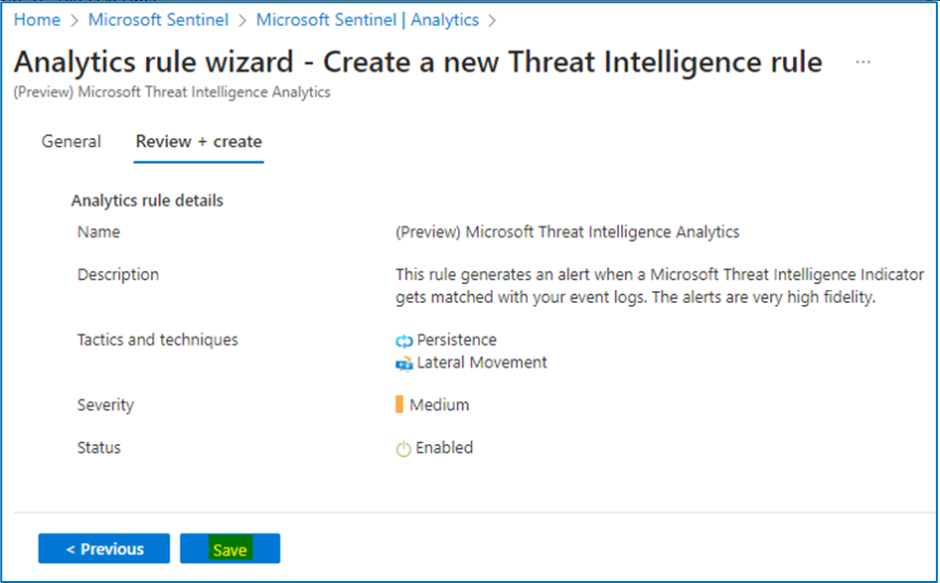 Home > Microsoft Sentinel > Microsoft Sentinel | Analytics >
Analytics rule wizard - Create a new Threat Intelligence rule ...
(Preview) Microsoft Threat Intelligence Analytics
General Review + create
Analytics rule details
Name (Preview) Microsoft Threat Intelligence Analytics
Description This rule generates an alert when a Microsoft Threat Intelligence Indicator
gets matched with your event logs. The alerts are very high fidelity.
Tactics and techniques Persistence
Lateral Movement
Severity Medium
Status Enabled
< Previous Save